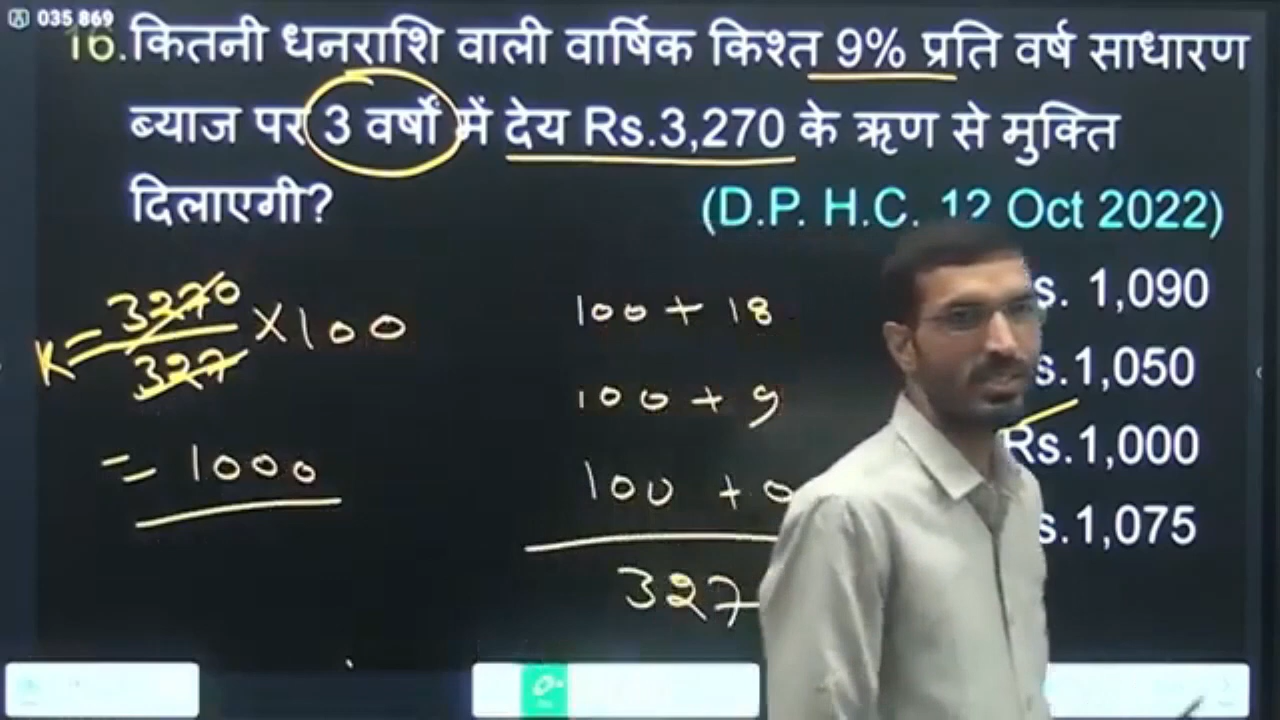 035 869
16.कितनी धनराशि वाली वार्षिक किश्त 9% प्रति वर्ष साधारण
ब्याज पर 3 वर्षों में देय Rs.3,270 के ऋण से मुक्ति
दिलाएगी?
(D.P. H.C. 12 Oct 2022)
s. 1,090
s.1,050
Rs.1,000
s.1,075
K = 3270 / 327 × 100
= 1000
100 + 18
100 + 9
100 + 0
327